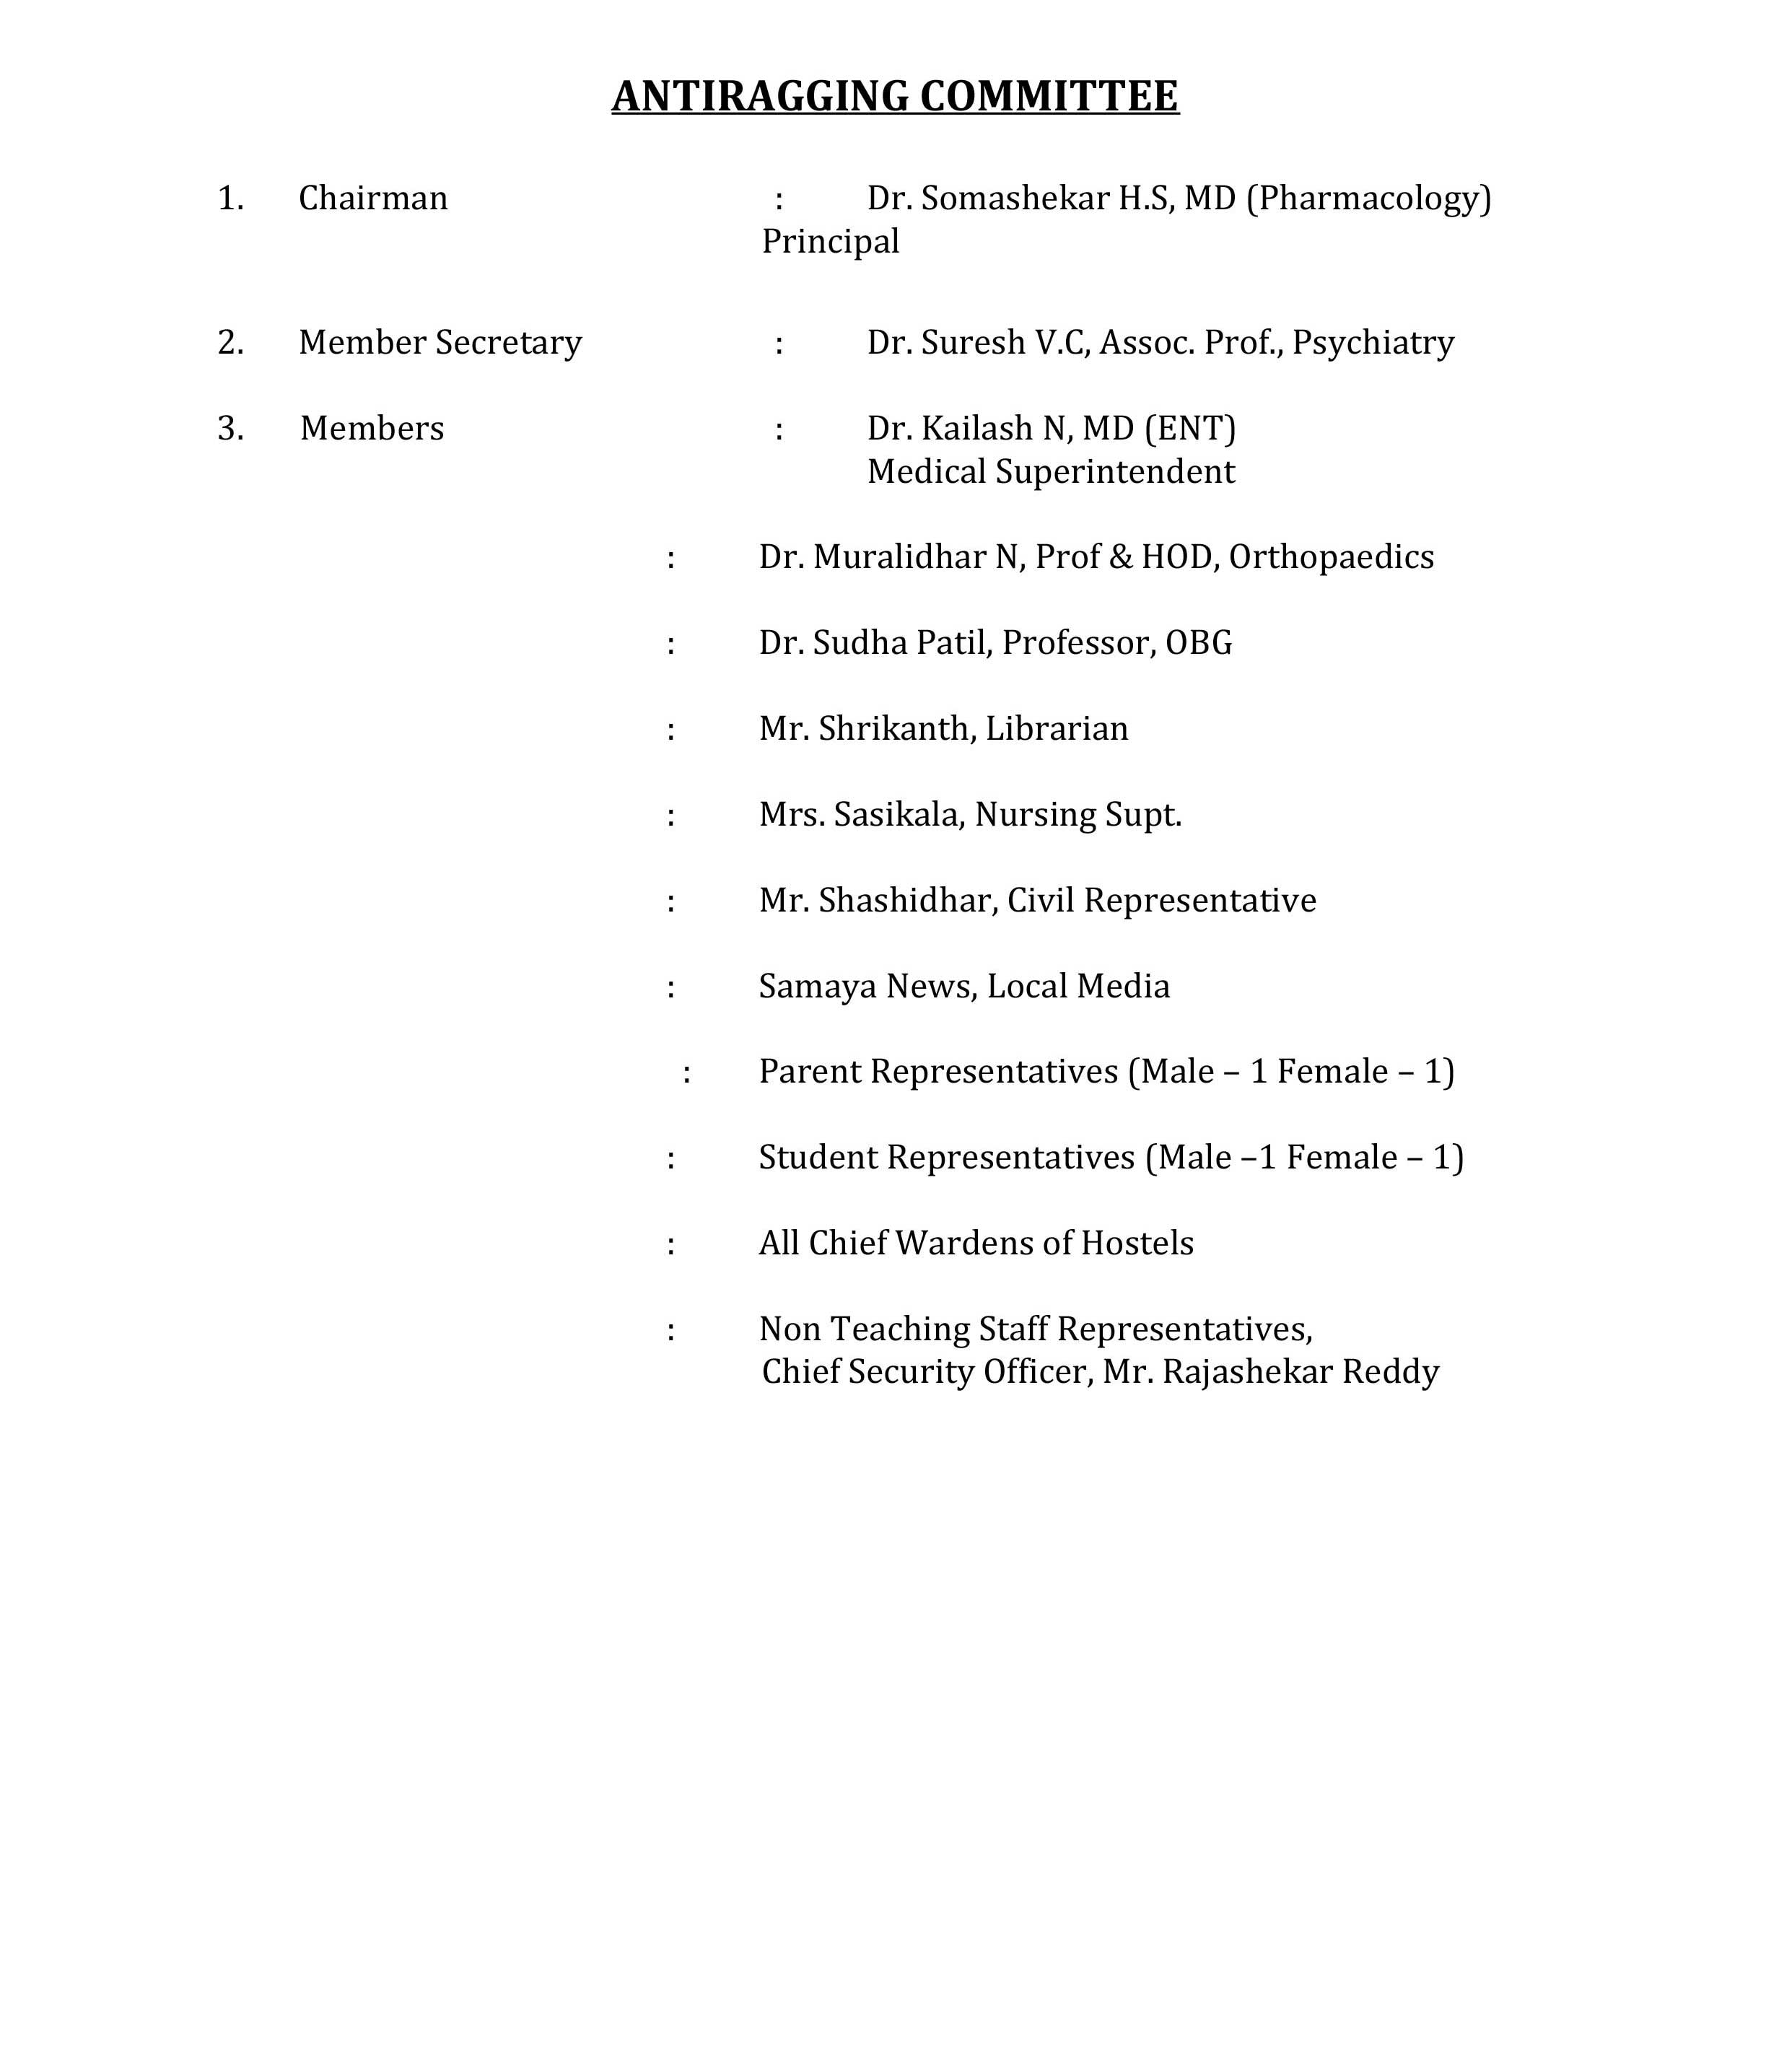 ANTIRAGGING COMMITTEE
1. Chairman : Dr. Somashekar H.S, MD (Pharmacology)
Principal
2. Member Secretary : Dr. Suresh V.C, Assoc. Prof., Psychiatry
3. Members : Dr. Kailash N, MD (ENT)
Medical Superintendent
: Dr. Muralidhar N, Prof & HOD, Orthopaedics
: Dr. Sudha Patil, Professor, OBG
: Mr. Shrikanth, Librarian
: Mrs. Sasikala, Nursing Supt.
: Mr. Shashidhar, Civil Representative
: Samaya News, Local Media
: Parent Representatives (Male – 1 Female – 1)
: Student Representatives (Male –1 Female – 1)
: All Chief Wardens of Hostels
: Non Teaching Staff Representatives,
Chief Security Officer, Mr. Rajashekar Reddy